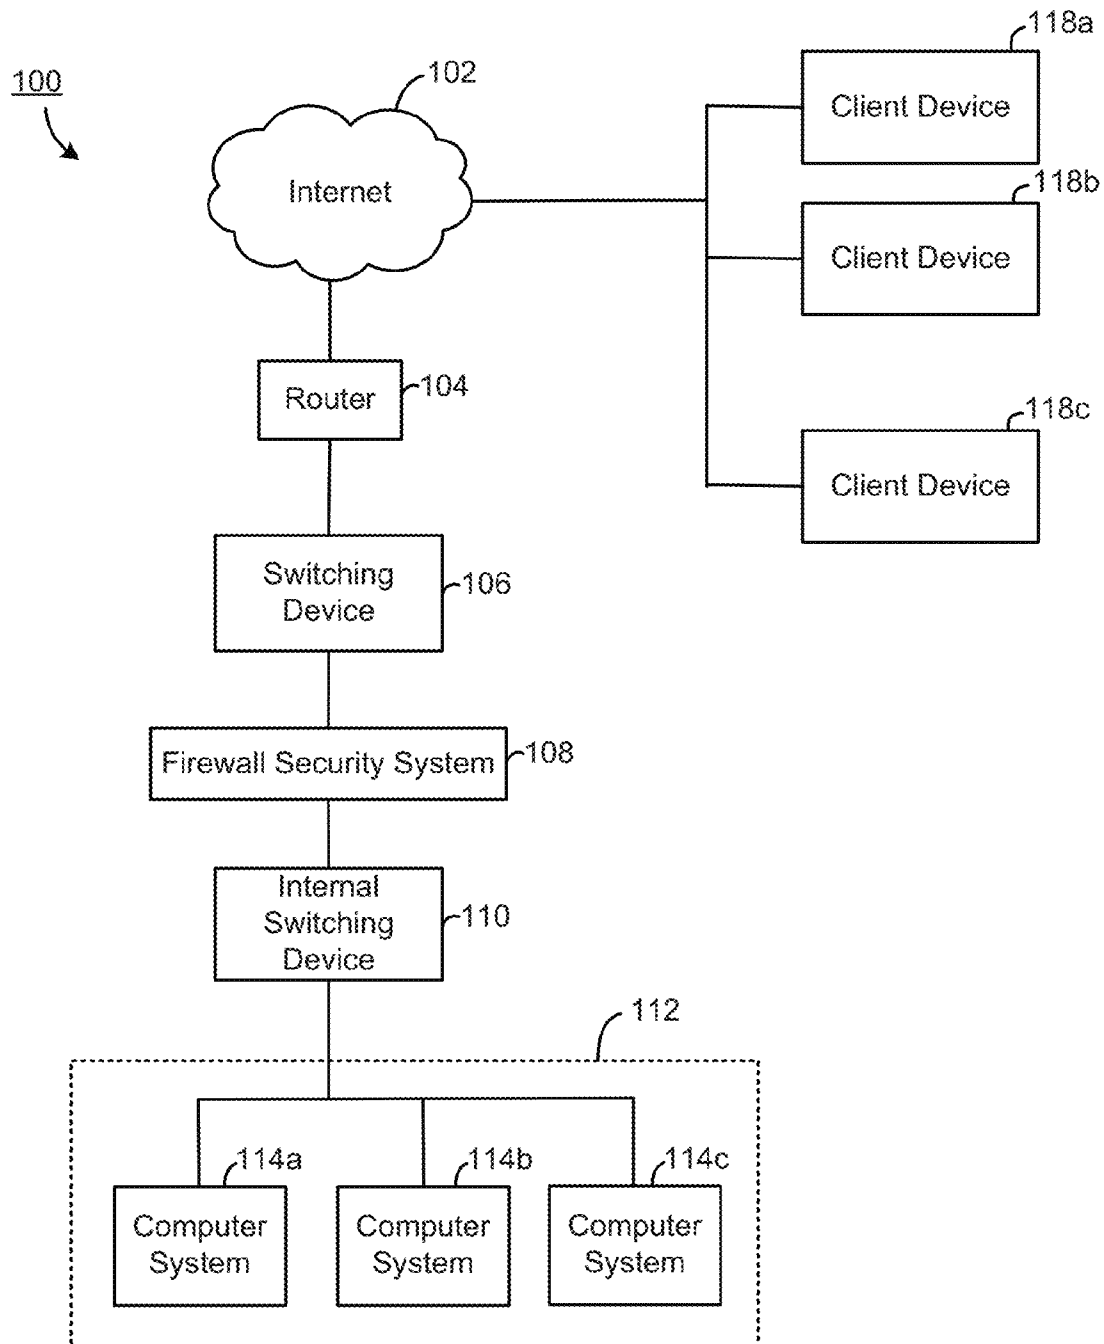 100
102
Internet
118a
Client Device
118b
Client Device
118c
Client Device
Router
104
Switching
Device
106
Firewall Security System
108
Internal
Switching
Device
110
112
114a
Computer
System
114b
Computer
System
114c
Computer
System